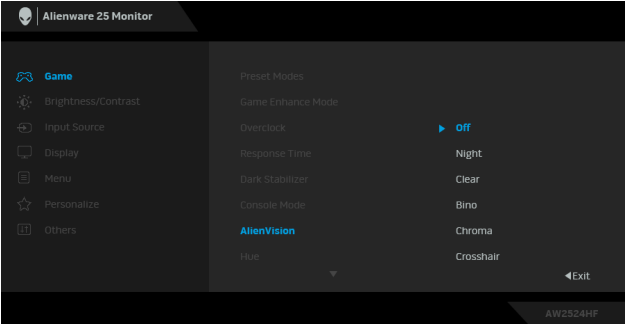 Alienware 25 Monitor
Game
Preset Modes
Brightness/Contrast
Game Enhance Mode
Input Source
Overclock
Off
Display
Response Time
Night
Menu
Dark Stabilizer
Clear
Personalize
Console Mode
Bino
Others
AlienVision
Chroma
Hue
Crosshair
Exit
AW2524HF